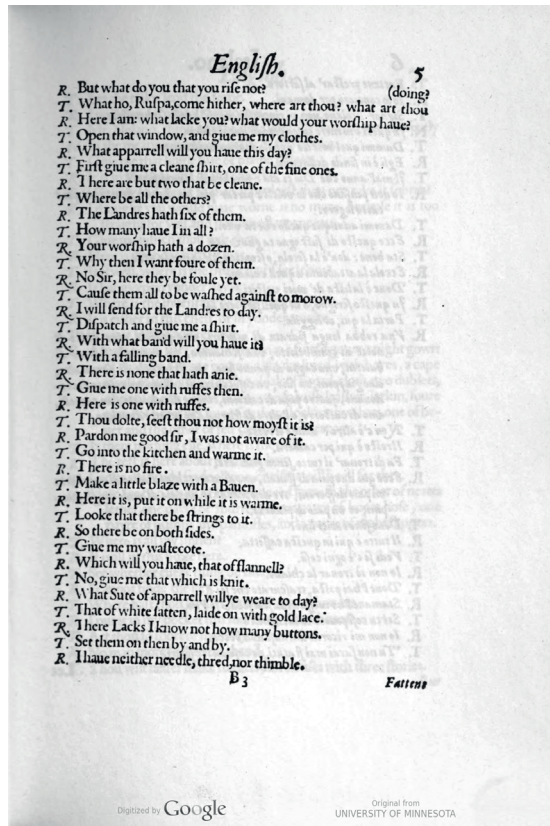 Engliſh.
5
R. But what do you that you riſe not? (doing?
T. What ho, Ruſpa,come hither, where art thou? what art thou
R. Here I am: what lacke you? what would your worſhip haue?
T. Open that window, and giue me my clothes.
R. What apparrell will you haue this day?
T. Firſt giue me a cleane ſhirt, one of the fine ones.
R. There are but two that be cleane.
T. Where be all the others?
R. The Landres hath ſix of them.
T. How many haue I in all?
R. Your worſhip hath a dozen.
T. Why then I want foure of them.
R. No Sir, here they be foule yet.
T. Cauſe them all to be waſhed againſt to morow.
R. I will ſend for the Landres to day.
T. Diſpatch and giue me a ſhirt.
R. With what band will you haue it?
T. With a falling band.
R. There is none that hath anie.
T. Giue me one with ruffes then.
R. Here is one with ruffes.
T. Thou dolte, ſeeſt thou not how moyſt it is?
R. Pardon me good ſir, I was not aware of it.
T. Go into the kitchen and warme it.
R. There is no fire.
T. Make a little blaze with a Bauen.
R. Here it is, put it on while it is warme.
T. Looke that there be ſtrings to it.
R. So there be on both ſides.
T. Giue me my waſtecote.
R. Which will you haue, that of flannell?
T. No, giue me that which is knit.
R. What Sute of apparrell will ye weare to day?
T. That of white ſatten, laide on with gold lace.
R. There Lacks I know not how many buttons.
T. Set them on then by and by.
R. I haue neither needle, thred, nor thimble.
B 3
Fattene
Digitized by Google
Original from
UNIVERSITY OF MINNESOTA